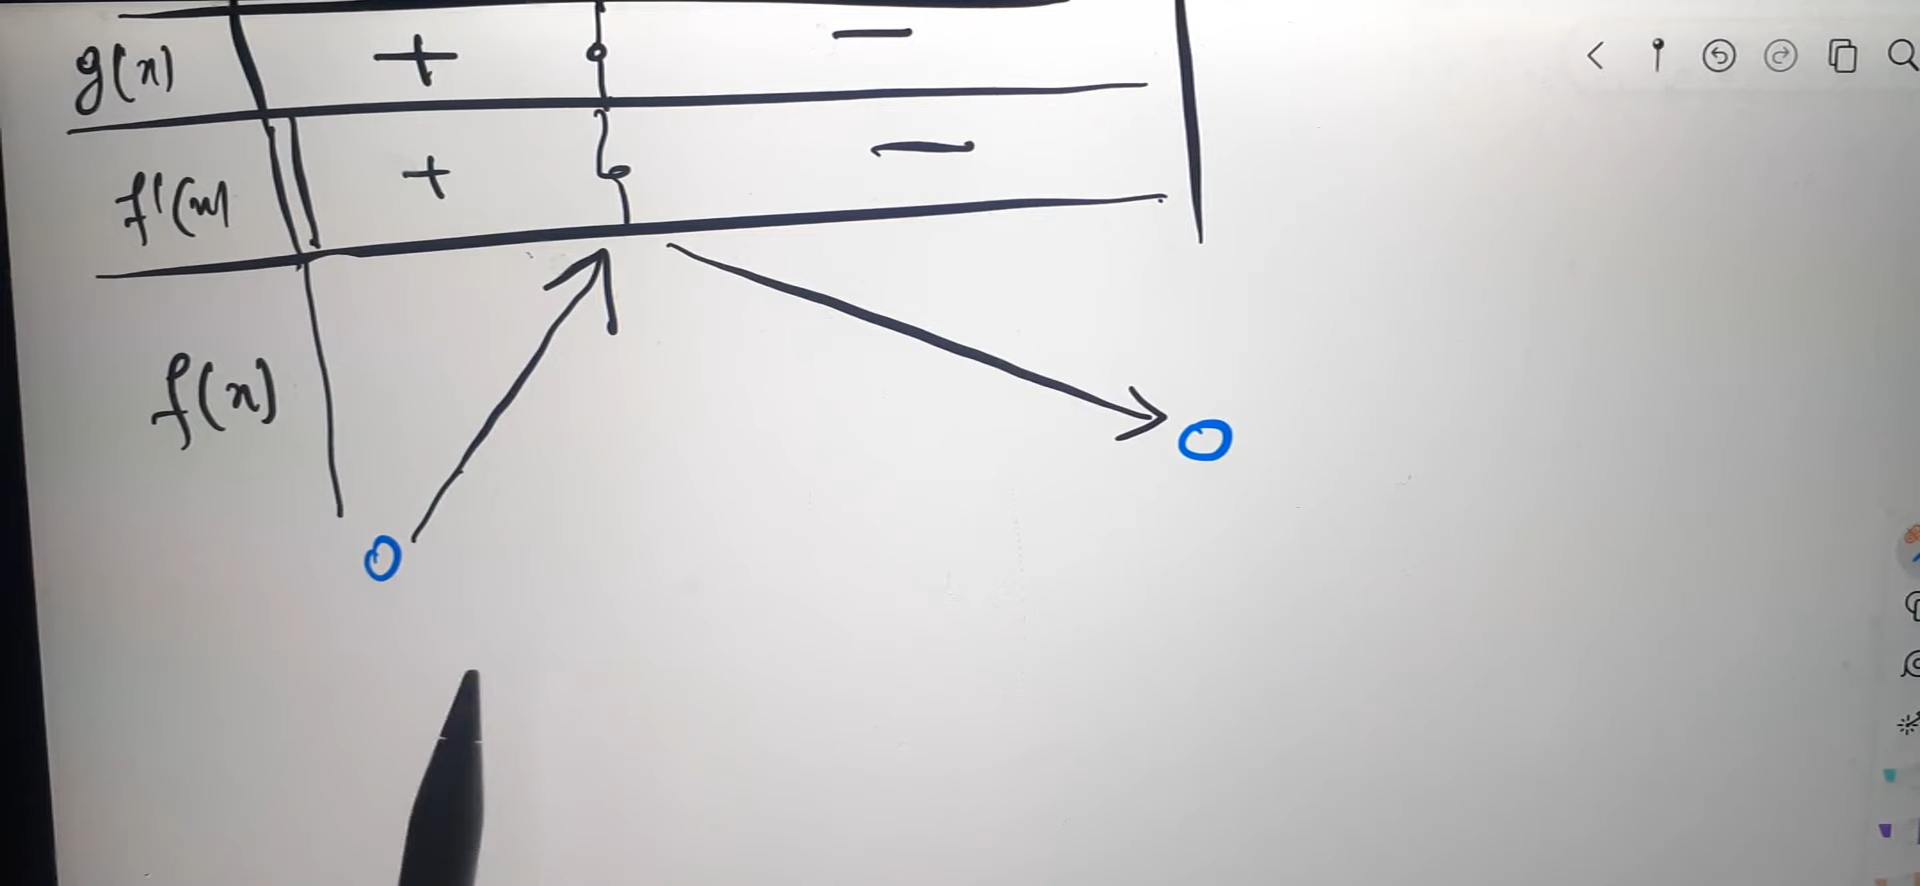 g(x) + 0 −
f'(x) + 0 −
f(x)
0 0